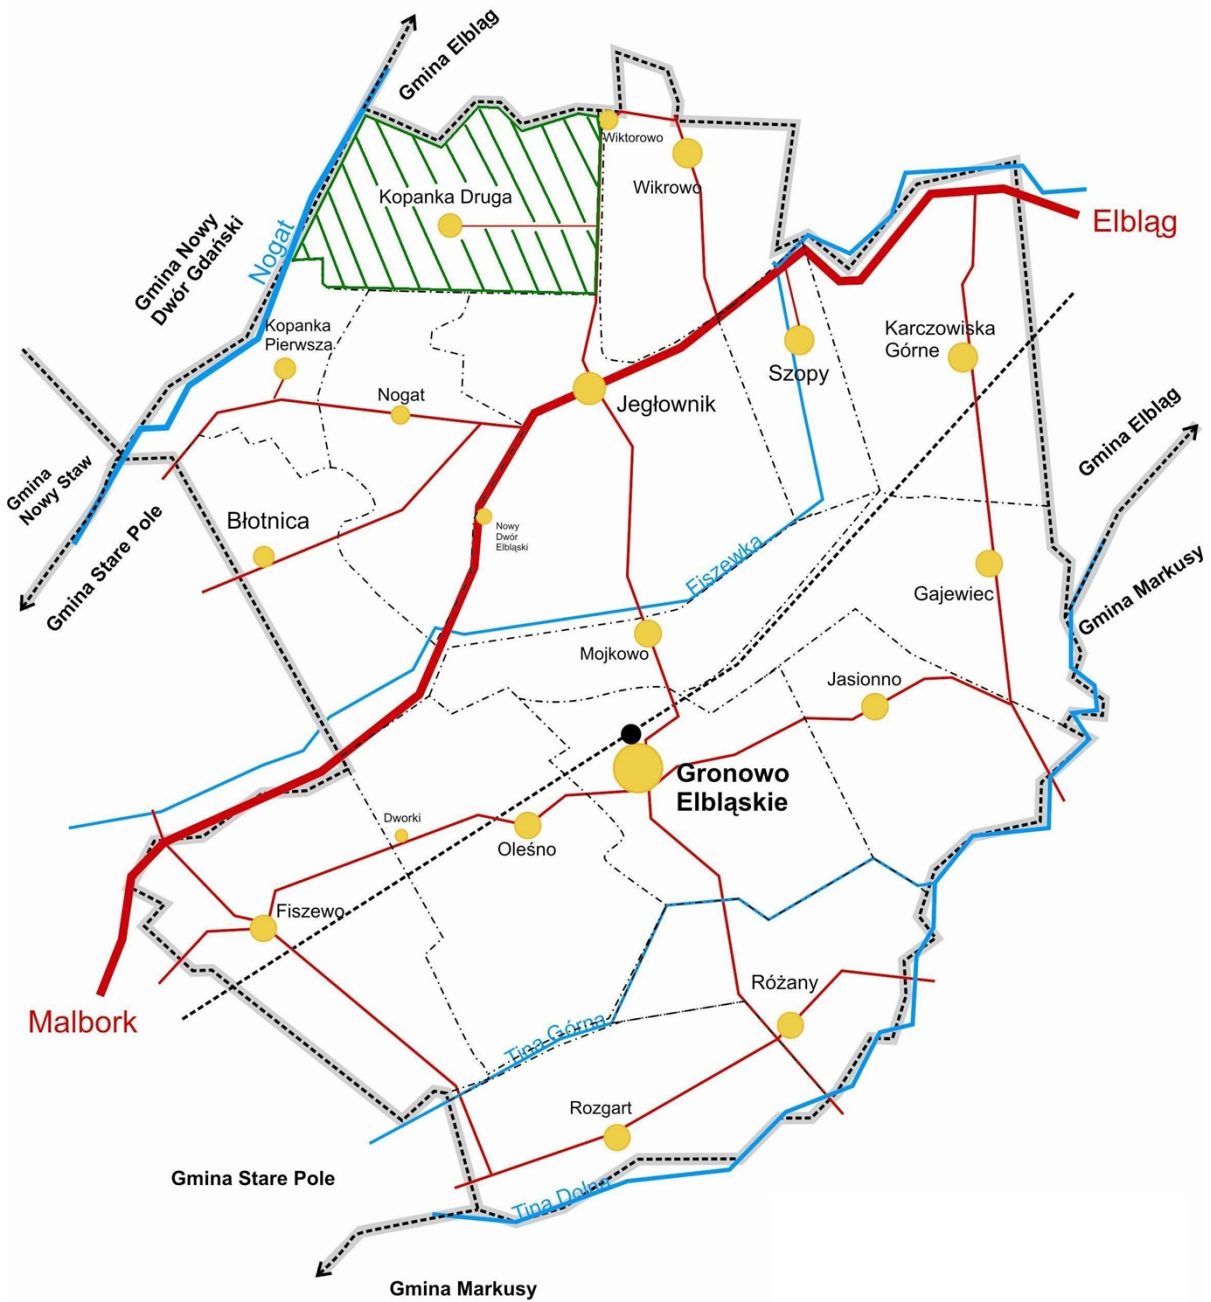 Gmina Elbląg
Wiktorowo
Wikrowo
Kopanka Druga
Elbląg
Gmina Nowy
Dwór Gdański
Nogat
Kopanka
Pierwsza
Karczowiska
Górne
Szopy
Nogat
Jegłownik
Gmina Elbląg
Gmina
Nowy Staw
Błotnica
Nowy
Dwór
Elbląski
Gmina Stare Pole
Fiszewka
Gajewiec
Gmina Markusy
Mojkowo
Jasionno
Gronowo
Elbląskie
Dworki
Oleśno
Fiszewo
Różany
Malbork
Tina Górna
Rozgart
Gmina Stare Pole
Tina Dolna
Gmina Markusy